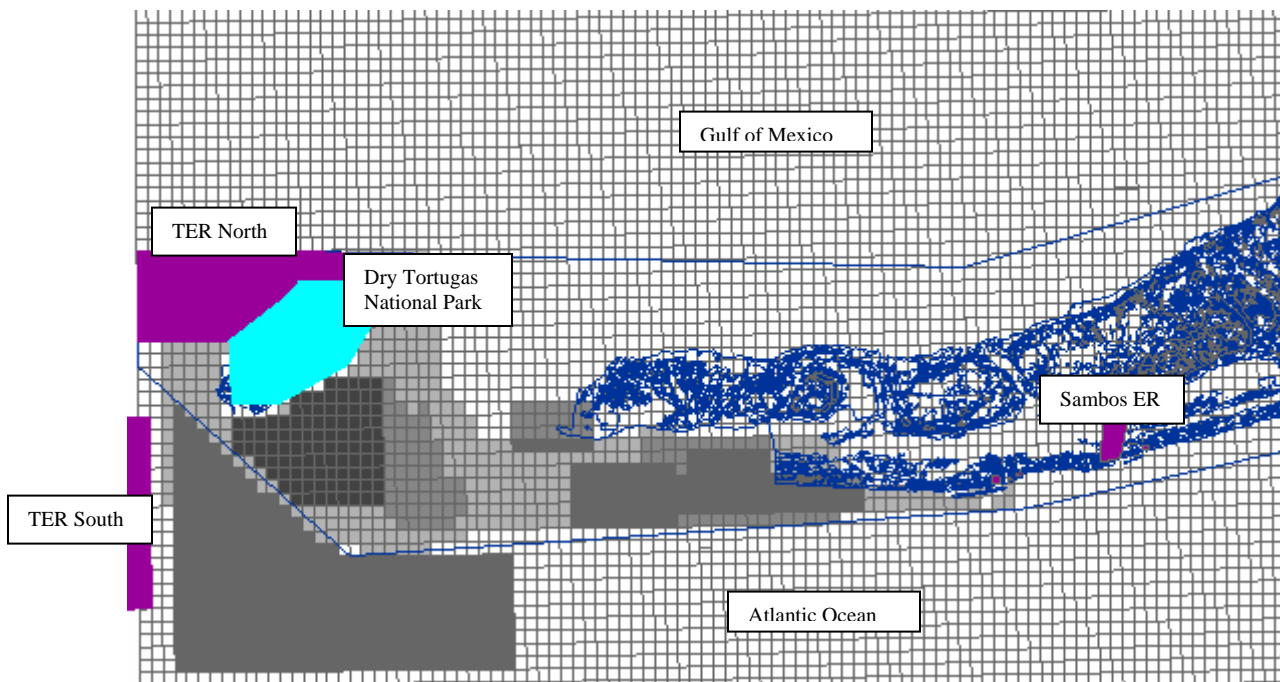 Gulf of Mexico
TER North
Dry Tortugas
National Park
Sambos ER
TER South
Atlantic Ocean